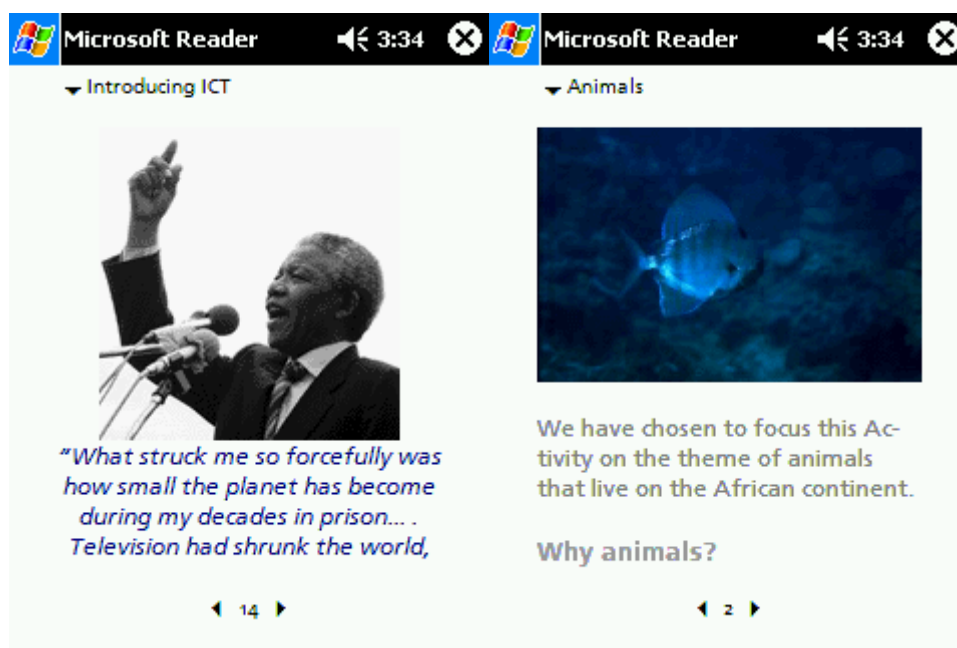 Microsoft Reader 3:34
Introducing ICT
"What struck me so forcefully was
how small the planet has become
during my decades in prison... .
Television had shrunk the world,
14
Microsoft Reader 3:34
Animals
We have chosen to focus this Ac-
tivity on the theme of animals
that live on the African continent.
Why animals?
2